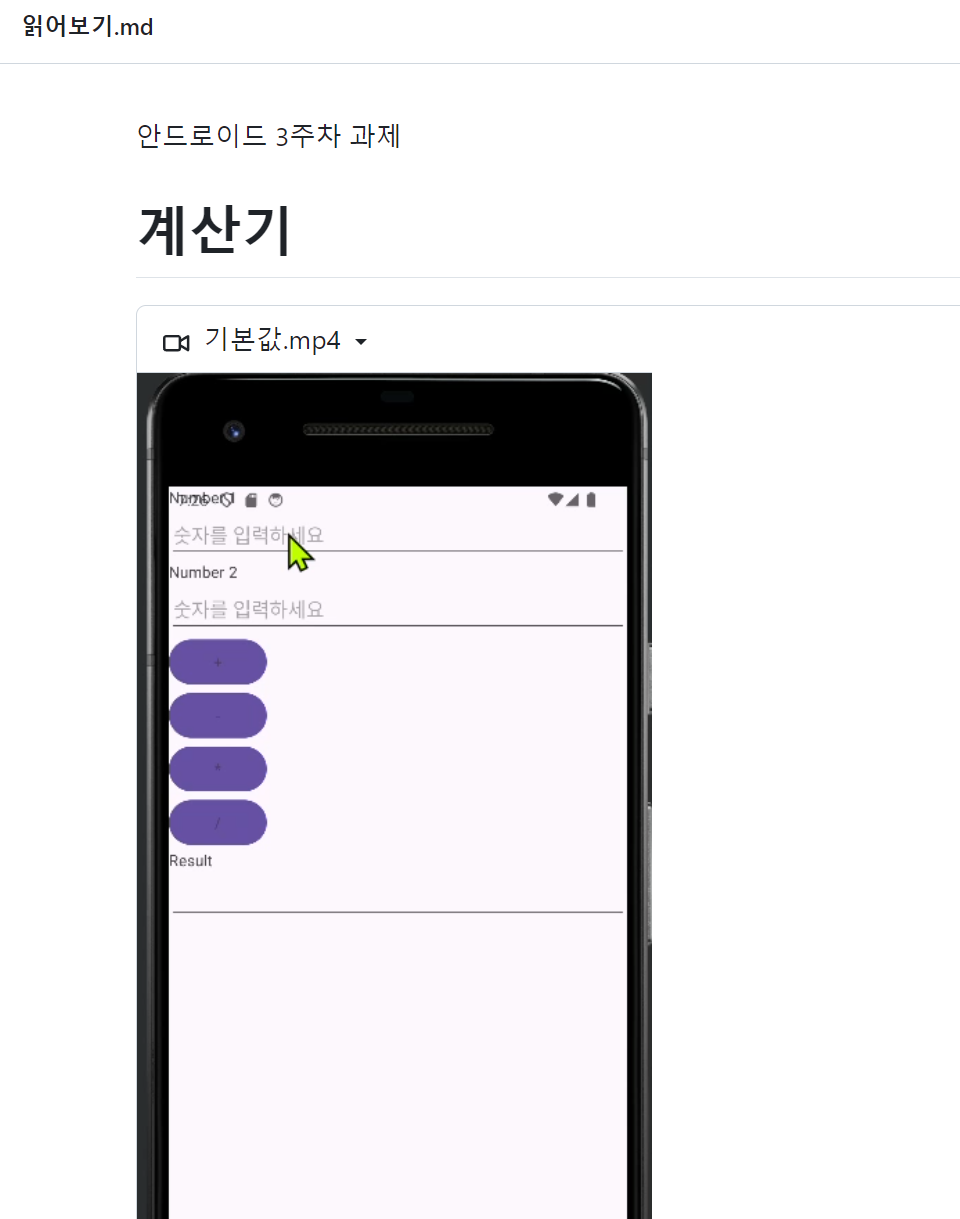 읽어보기.md
안드로이드 3주차 과제
계산기
기본값.mp4
Number 1
7:26
숫자를 입력하세요
Number 2
숫자를 입력하세요
+
-
*
/
Result